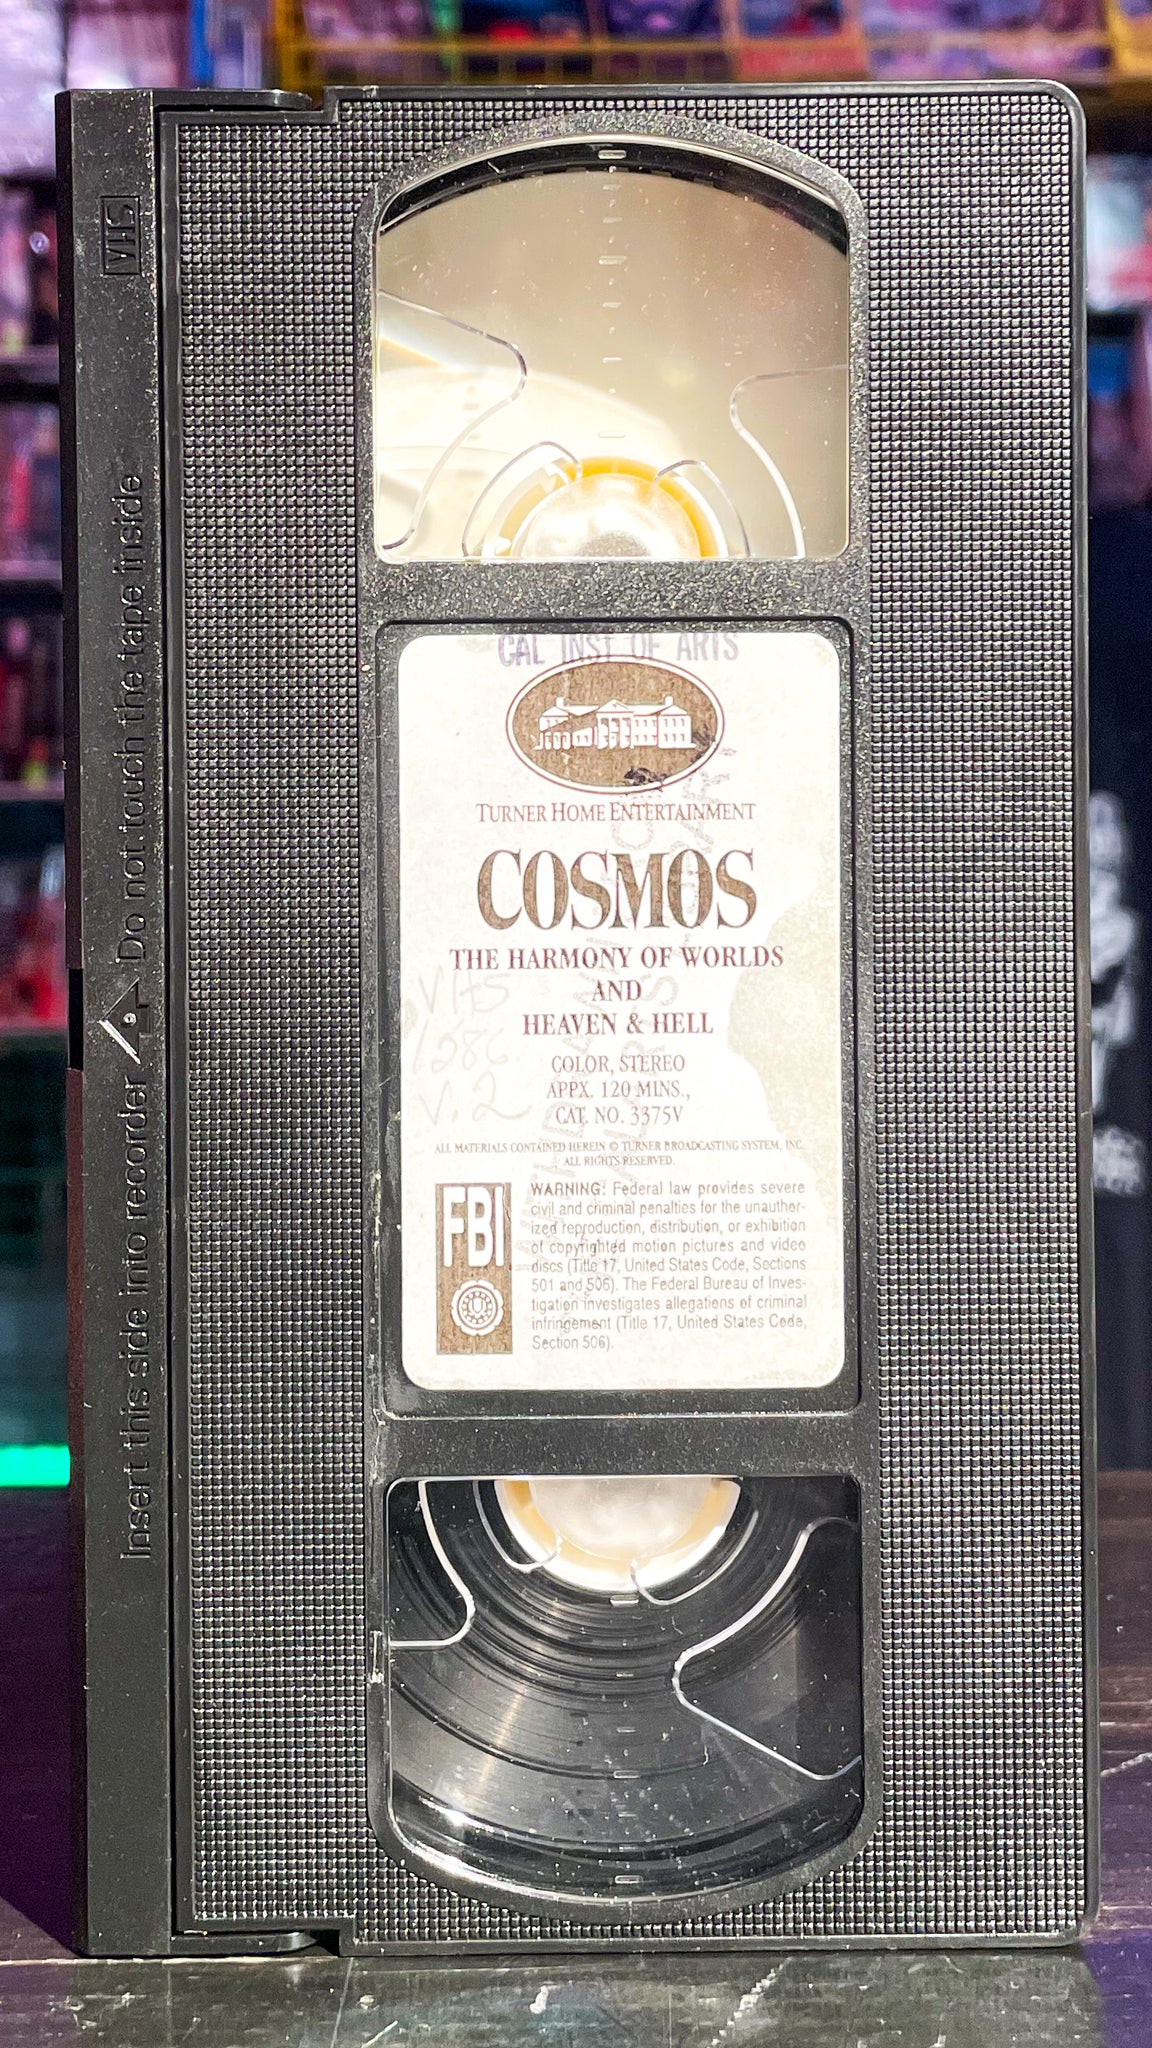 VHS
Insert this side into recorder
Do not touch the tape inside
CAL INST OF ARTS
TURNER HOME ENTERTAINMENT
COSMOS
THE HARMONY OF WORLDS
AND
HEAVEN & HELL
VHS
1386
V.2
COLOR, STEREO
APPX. 120 MINS.,
CAT. NO. 3375V
ALL MATERIALS CONTAINED HEREIN © TURNER BROADCASTING SYSTEM, INC.
ALL RIGHTS RESERVED.
FBI
WARNING: Federal law provides severe
civil and criminal penalties for the unauthor-
ized reproduction, distribution, or exhibition
of copyrighted motion pictures and video
discs (Title 17, United States Code, Sections
501 and 506). The Federal Bureau of Inves-
tigation investigates allegations of criminal
infringement (Title 17, United States Code,
Section 506).